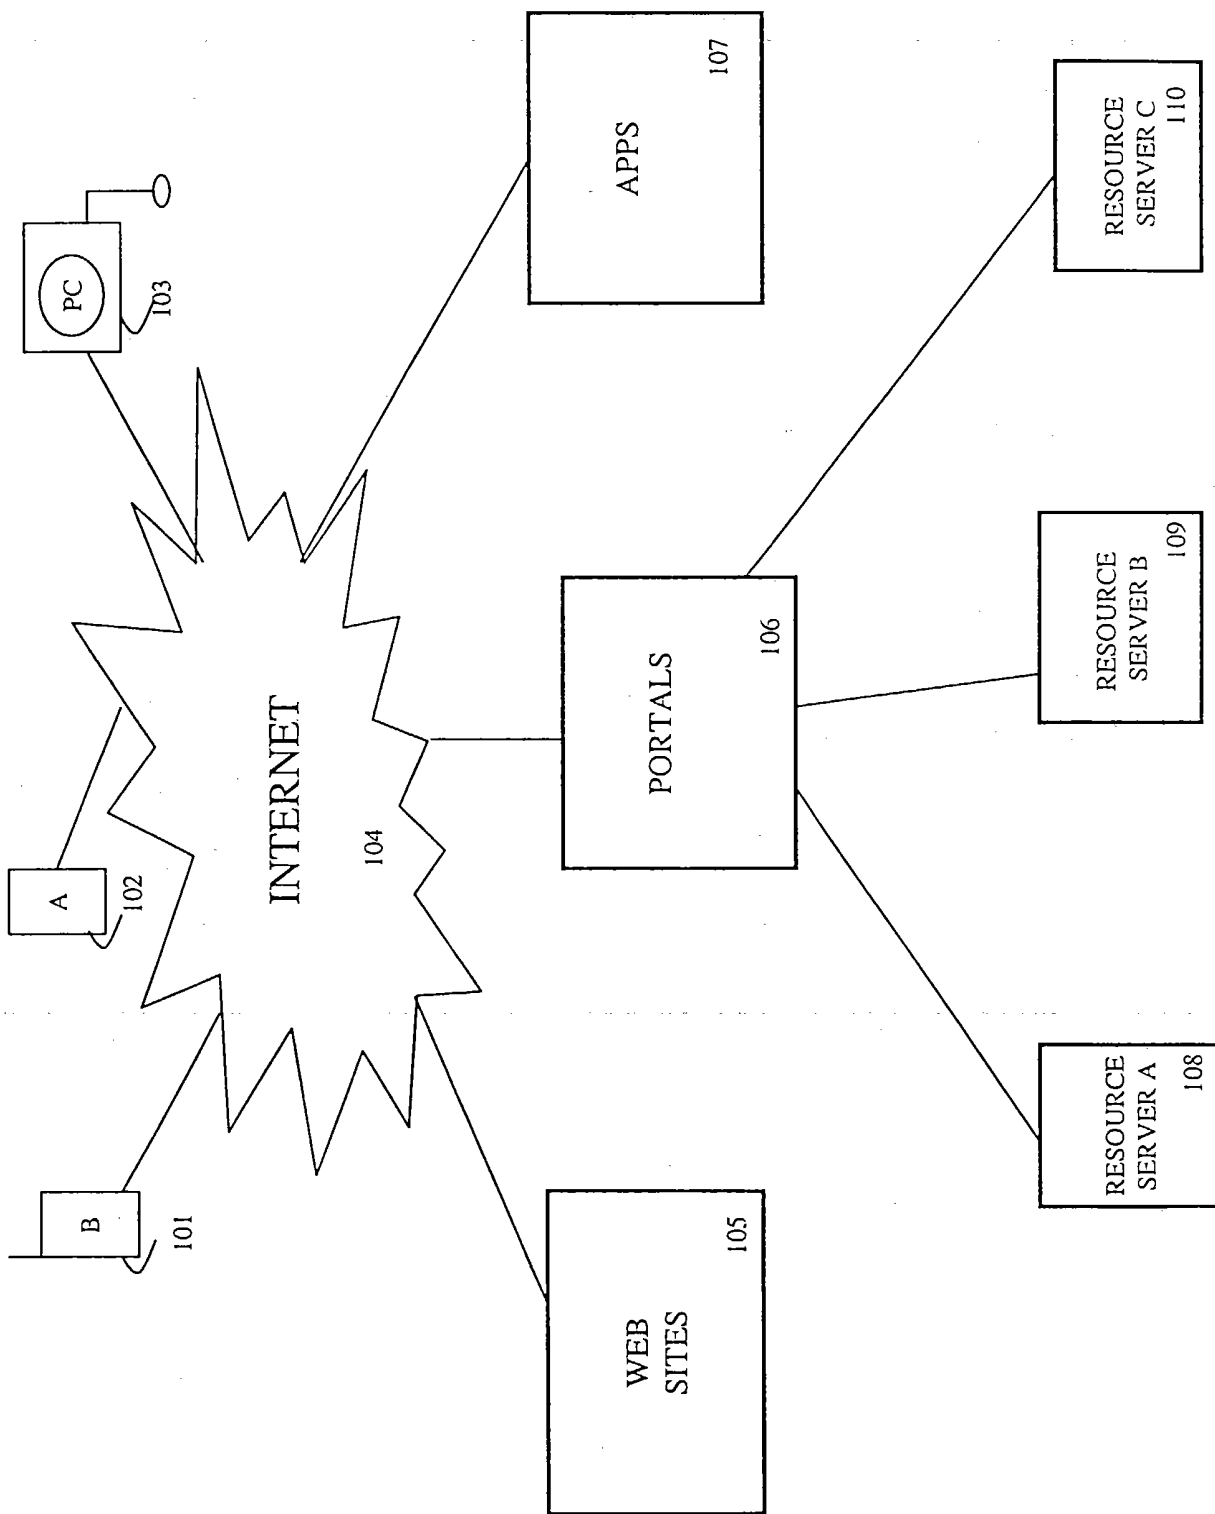 B
101
A
102
PC
103
INTERNET
104
WEB
SITES
105
PORTALS
106
APPS
107
RESOURCE
SERVER A
108
RESOURCE
SERVER B
109
RESOURCE
SERVER C
110